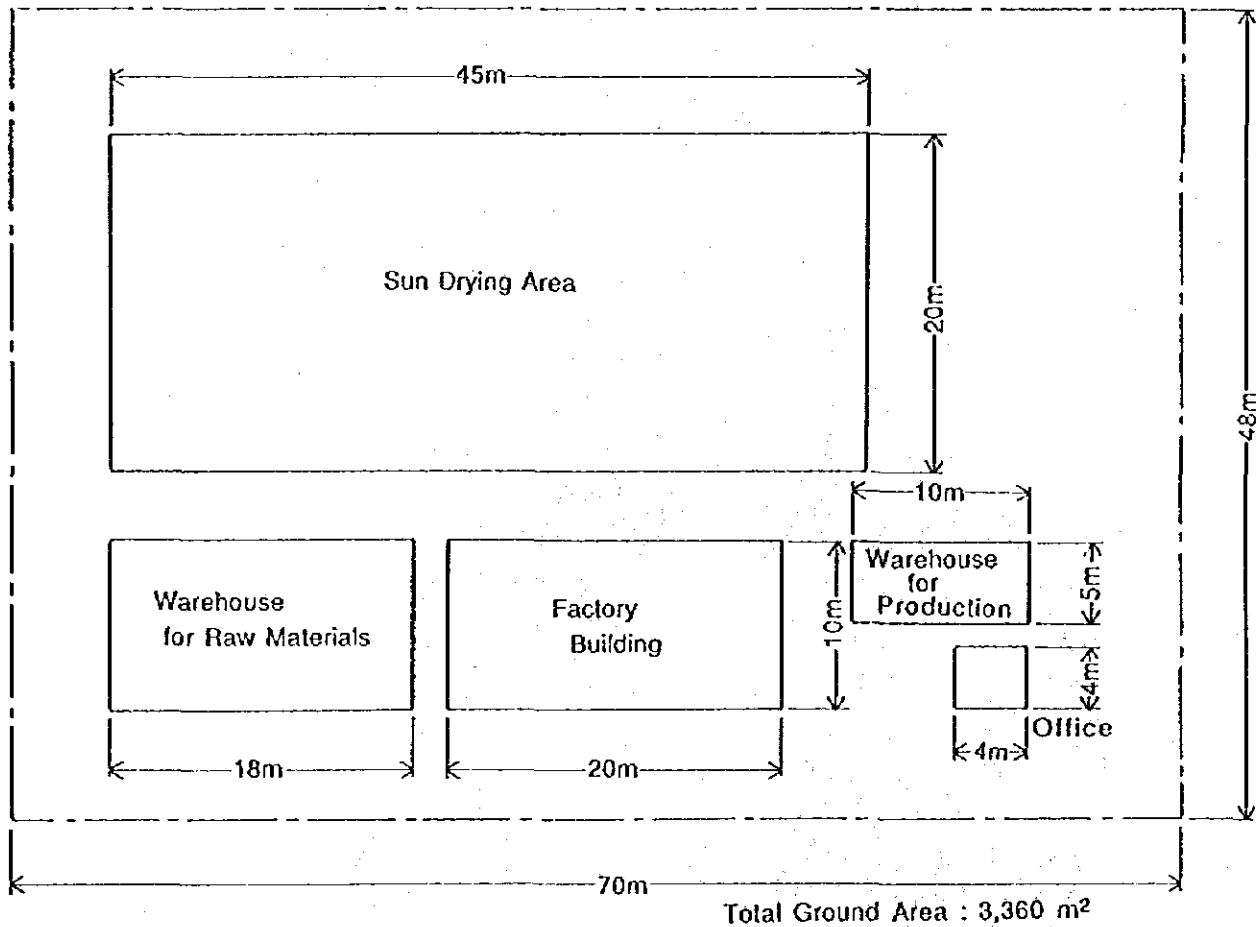 45m
Sun Drying Area
20m
48m
10m
Warehouse
for Raw Materials
Factory
Building
10m
Warehouse
for
Production
5m
4m
Office
18m
20m
4m
70m
Total Ground Area : 3,360 m²